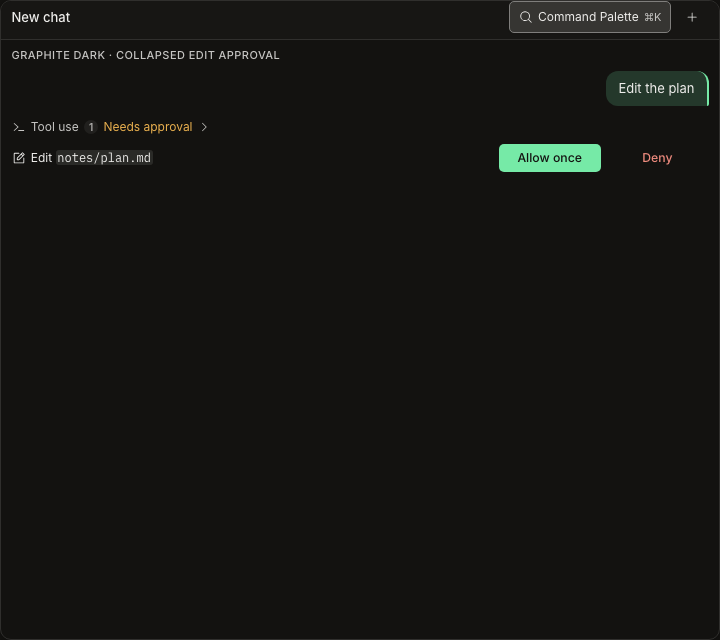 New chat
Command Palette ⌘K
GRAPHITE DARK · COLLAPSED EDIT APPROVAL
Edit the plan
Tool use 1 Needs approval
Edit notes/plan.md
Allow once
Deny